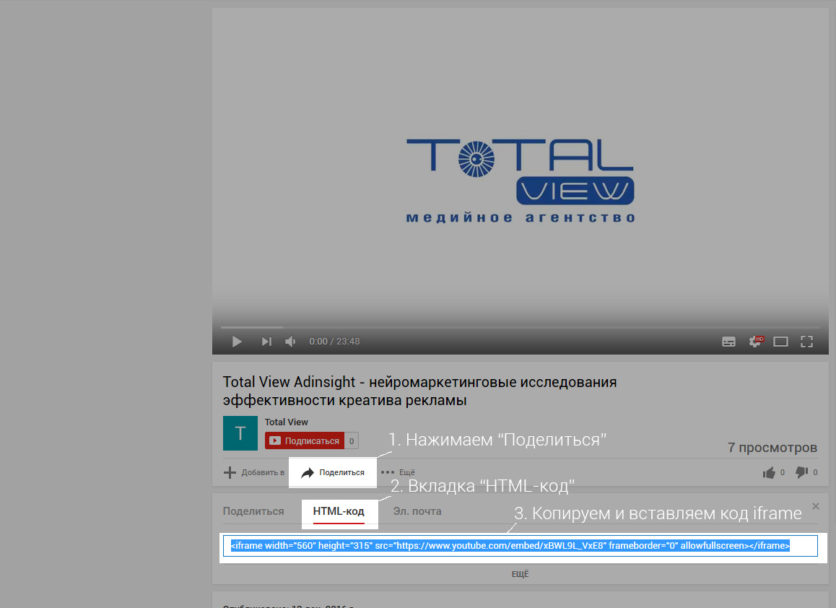 TOTAL
VIEW
медийное агентство
0:00 / 23:48
HD
Total View Adinsight - нейромаркетинговые исследования
эффективности креатива рекламы
T
Total View
Подписаться 0
1. Нажимаем “Поделиться”
7 просмотров
Добавить в Поделиться ••• Ещё 0 0
2. Вкладка “HTML-код”
Поделиться HTML-код Эл. почта
3. Копируем и вставляем код iframe
<iframe width="560" height="315" src="https://www.youtube.com/embed/xBWL9L_VxE8" frameborder="0" allowfullscreen></iframe>
ЕЩЁ